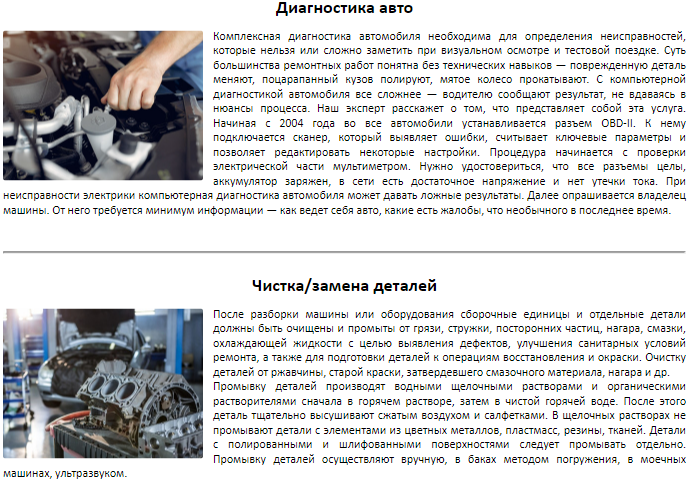 Диагностика авто
Комплексная диагностика автомобиля необходима для определения неисправностей,
которые нельзя или сложно заметить при визуальном осмотре и тестовой поездке. Суть
большинства ремонтных работ понятна без технических навыков — поврежденную деталь
меняют, поцарапанный кузов полируют, мятое колесо прокатывают. С компьютерной
диагностикой автомобиля все сложнее — водителю сообщают результат, не вдаваясь в
нюансы процесса. Наш эксперт расскажет о том, что представляет собой эта услуга.
Начиная с 2004 года во все автомобили устанавливается разъем OBD-II. К нему
подключается сканер, который выявляет ошибки, считывает ключевые параметры и
позволяет редактировать некоторые настройки. Процедура начинается с проверки
электрической части мультиметром. Нужно удостовериться, что все разъемы целы,
аккумулятор заряжен, в сети есть достаточное напряжение и нет утечки тока. При
неисправности электрики компьютерная диагностика автомобиля может давать ложные результаты. Далее опрашивается владелец
машины. От него требуется минимум информации — как ведет себя авто, какие есть жалобы, что необычного в последнее время.
Чистка/замена деталей
После разборки машины или оборудования сборочные единицы и отдельные детали
должны быть очищены и промыты от грязи, стружки, посторонних частиц, нагара, смазки,
охлаждающей жидкости с целью выявления дефектов, улучшения санитарных условий
ремонта, а также для подготовки деталей к операциям восстановления и окраски. Очистку
деталей от ржавчины, старой краски, затвердевшего смазочного материала, нагара и др.
Промывку деталей производят водными щелочными растворами и органическими
растворителями сначала в горячем растворе, затем в чистой горячей воде. После этого
деталь тщательно высушивают сжатым воздухом и салфетками. В щелочных растворах не
промывают детали с элементами из цветных металлов, пластмасс, резины, тканей. Детали
с полированными и шлифованными поверхностями следует промывать отдельно.
Промывку деталей осуществляют вручную, в баках методом погружения, в моечных
машинах, ультразвуком.